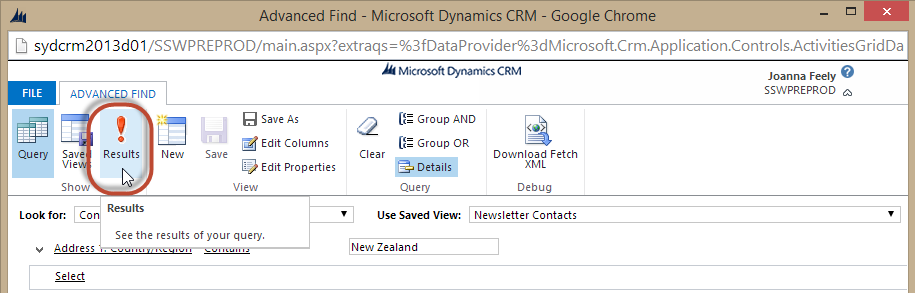 Advanced Find - Microsoft Dynamics CRM - Google Chrome
sydcrm2013d01/SSWPREPROD/main.aspx?extraqs=%3fDataProvider%3dMicrosoft.Crm.Application.Controls.ActivitiesGridDa
Microsoft Dynamics CRM
Joanna Feely
SSWPREPROD
FILE
ADVANCED FIND
Query
Saved Views
Results
New
Save
Save As
Edit Columns
Edit Properties
Clear
Group AND
Group OR
Details
Download Fetch XML
Show
View
Query
Debug
Results
See the results of your query.
Look for:
Con
Use Saved View:
Newsletter Contacts
Address 1: Country/Region
Contains
New Zealand
Select